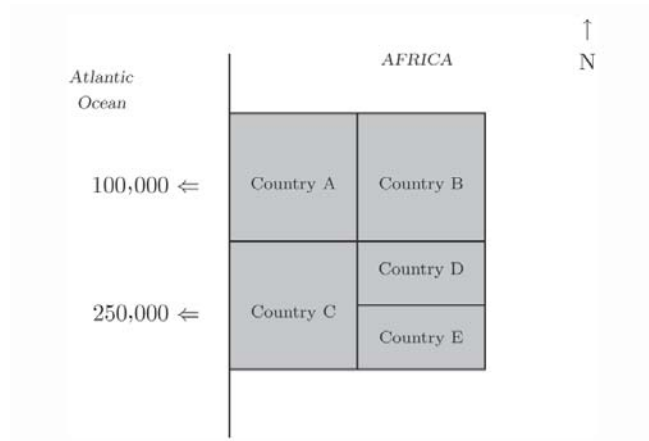 ↑
N
AFRICA
Atlantic
Ocean
100,000 ⇐
Country A
Country B
Country D
250,000 ⇐
Country C
Country E